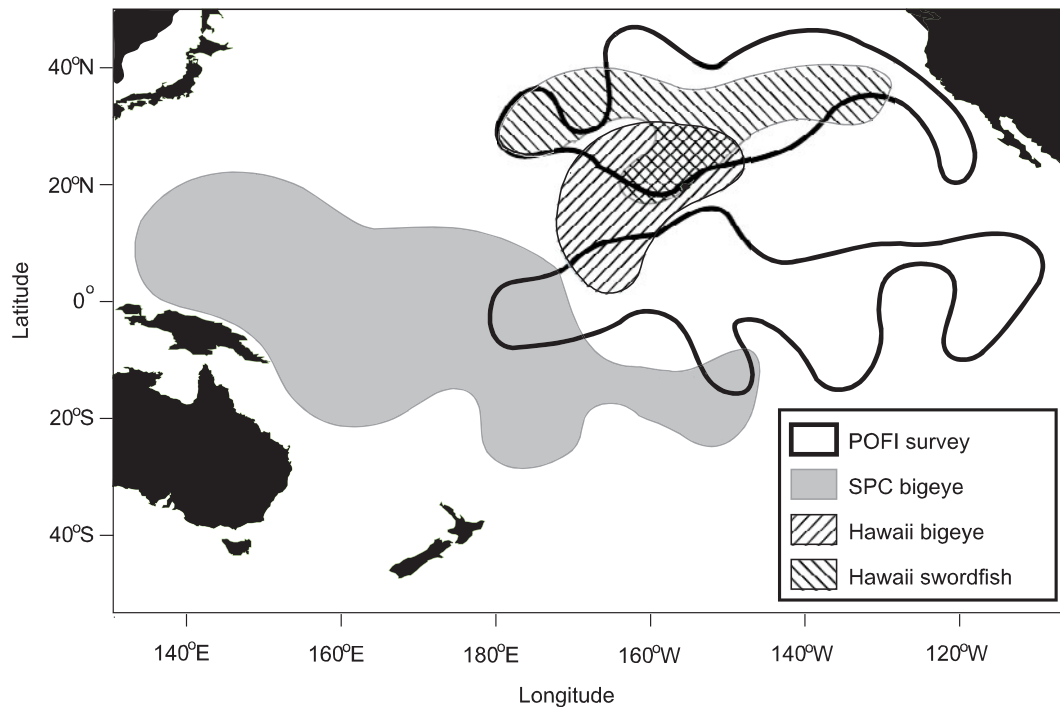 Latitude
40°N
20°N
0°
20°S
40°S
POFI survey
SPC bigeye
Hawaii bigeye
Hawaii swordfish
140°E
160°E
180°E
160°W
140°W
120°W
Longitude